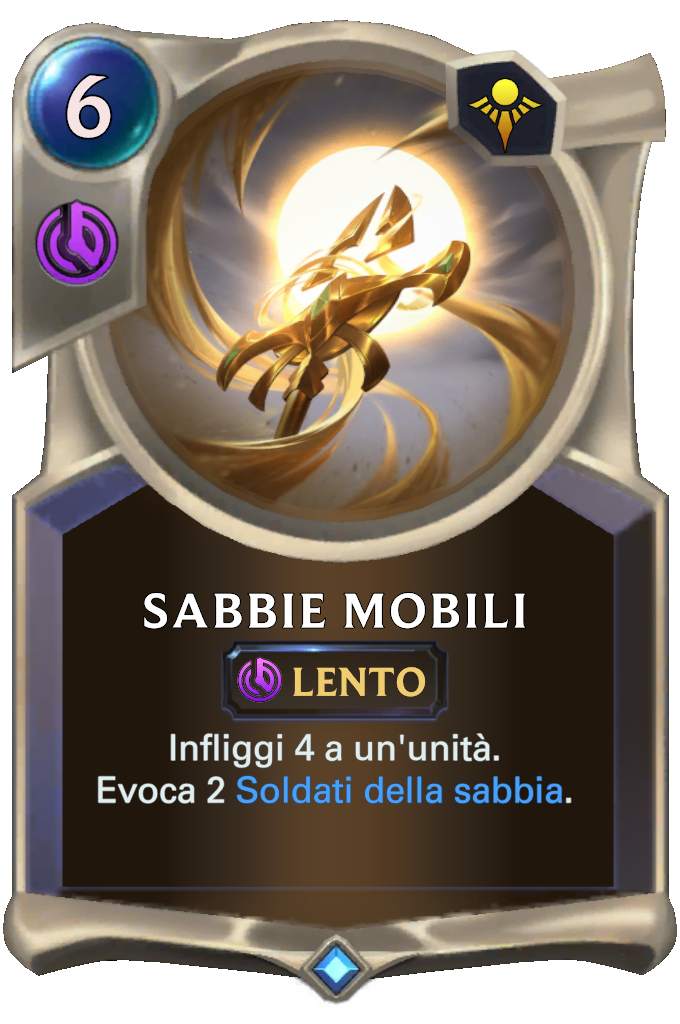 6
SABBIE MOBILI
LENTO
Infliggi 4 a un'unità.
Evoca 2 Soldati della sabbia.